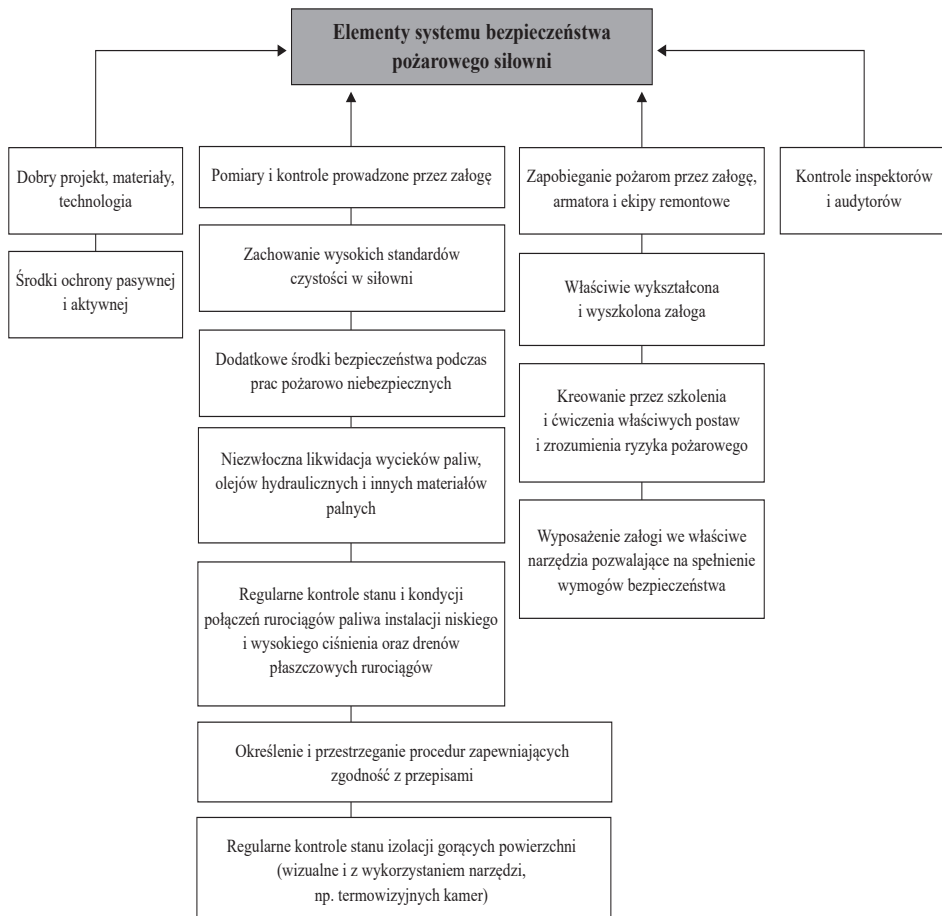 Elementy systemu bezpieczeństwa
pożarowego siłowni
Dobry projekt, materiały,
technologia
Środki ochrony pasywnej
i aktywnej
Pomiary i kontrole prowadzone przez załogę
Zachowanie wysokich standardów
czystości w siłowni
Dodatkowe środki bezpieczeństwa podczas
prac pożarowo niebezpiecznych
Niezwłoczna likwidacja wycieków paliw,
olejów hydraulicznych i innych materiałów
palnych
Regularne kontrole stanu i kondycji
połączeń rurociągów paliwa instalacji niskiego
i wysokiego ciśnienia oraz drenów
płaszczowych rurociągów
Określenie i przestrzeganie procedur zapewniających
zgodność z przepisami
Regularne kontrole stanu izolacji gorących powierzchni
(wizualne i z wykorzystaniem narzędzi,
np. termowizyjnych kamer)
Zapobieganie pożarom przez załogę,
armatora i ekipy remontowe
Właściwie wykształcona
i wyszkolona załoga
Kreowanie przez szkolenia
i ćwiczenia właściwych postaw
i zrozumienia ryzyka pożarowego
Wyposażenie załogi we właściwe
narzędzia pozwalające na spełnienie
wymogów bezpieczeństwa
Kontrole inspektorów
i audytorów